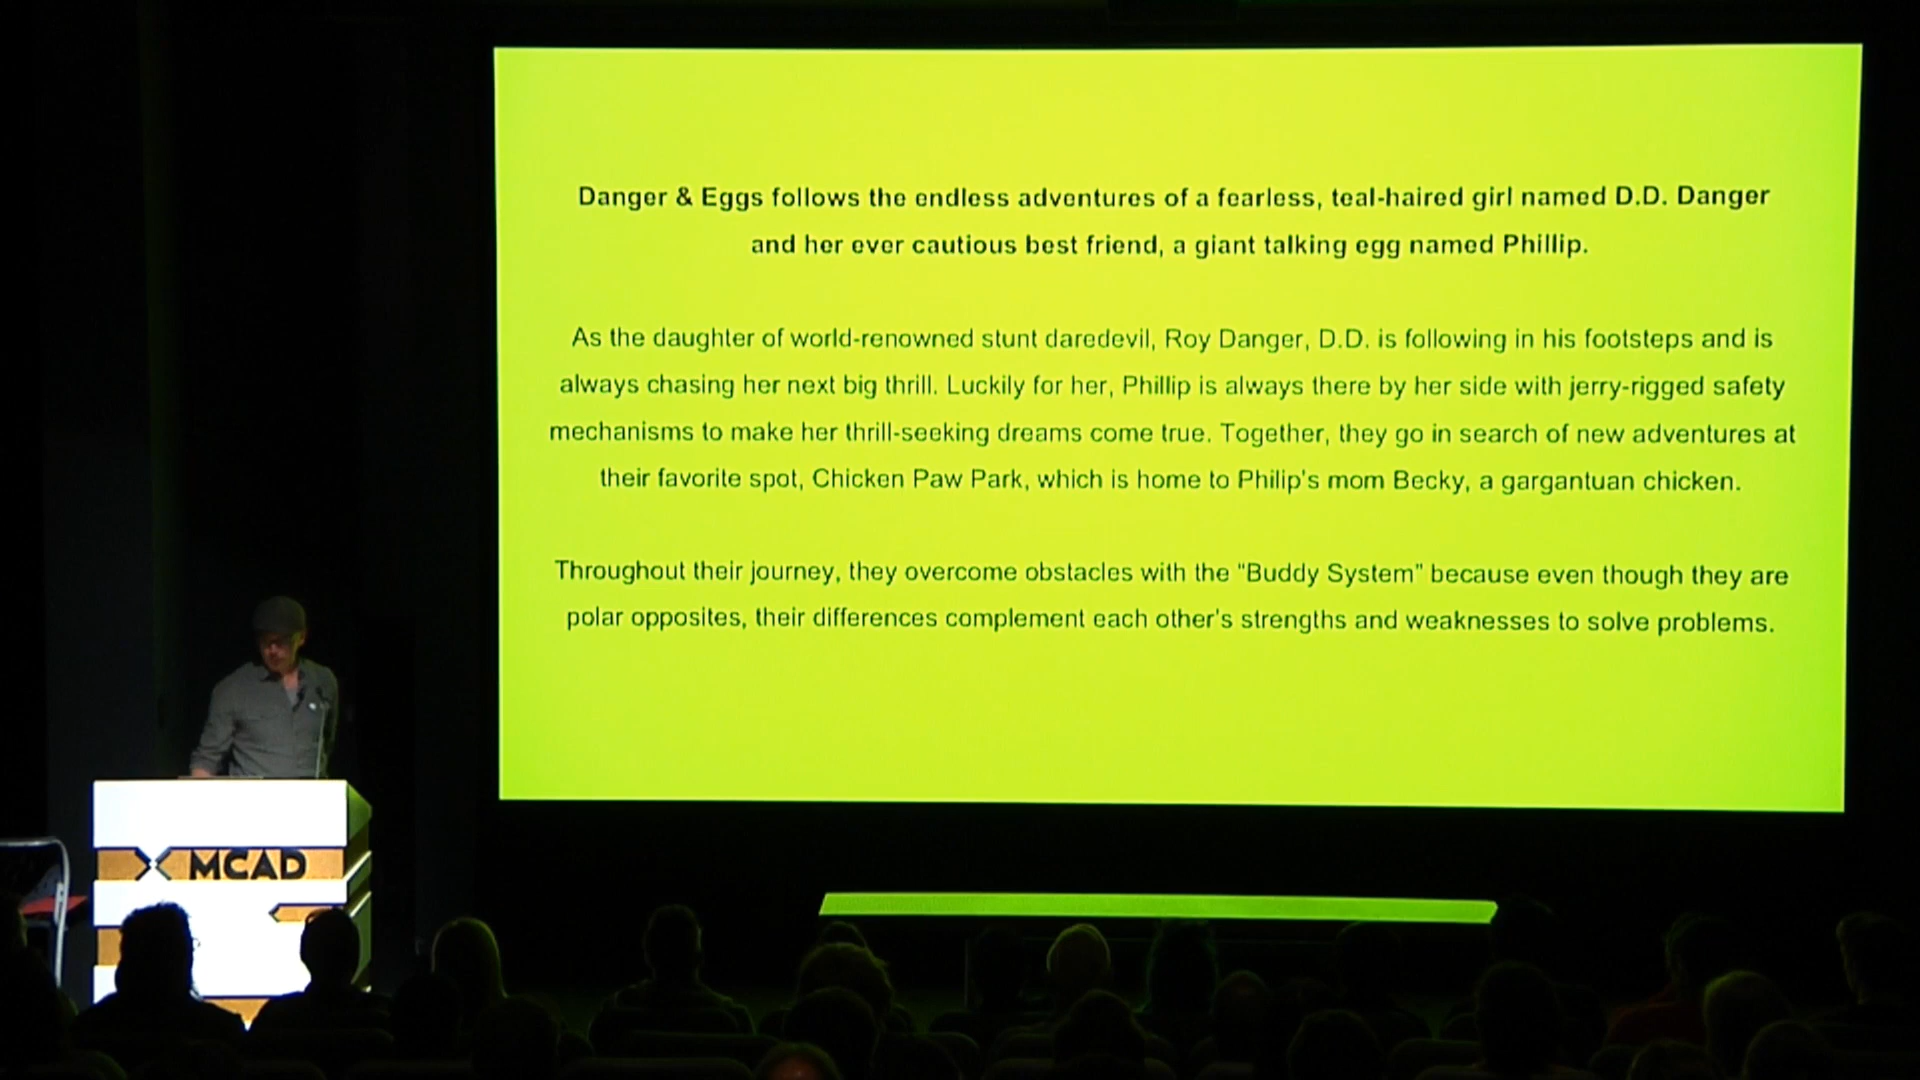 Danger & Eggs follows the endless adventures of a fearless, teal-haired girl named D.D. Danger
and her ever cautious best friend, a giant talking egg named Phillip.
As the daughter of world-renowned stunt daredevil, Roy Danger, D.D. is following in his footsteps and is
always chasing her next big thrill. Luckily for her, Phillip is always there by her side with jerry-rigged safety
mechanisms to make her thrill-seeking dreams come true. Together, they go in search of new adventures at
their favorite spot, Chicken Paw Park, which is home to Philip's mom Becky, a gargantuan chicken.
Throughout their journey, they overcome obstacles with the “Buddy System” because even though they are
polar opposites, their differences complement each other's strengths and weaknesses to solve problems.
MCAD